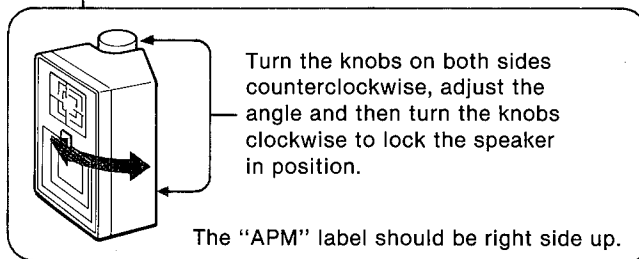 Turn the knobs on both sides
counterclockwise, adjust the
angle and then turn the knobs
clockwise to lock the speaker
in position.
The “APM” label should be right side up.